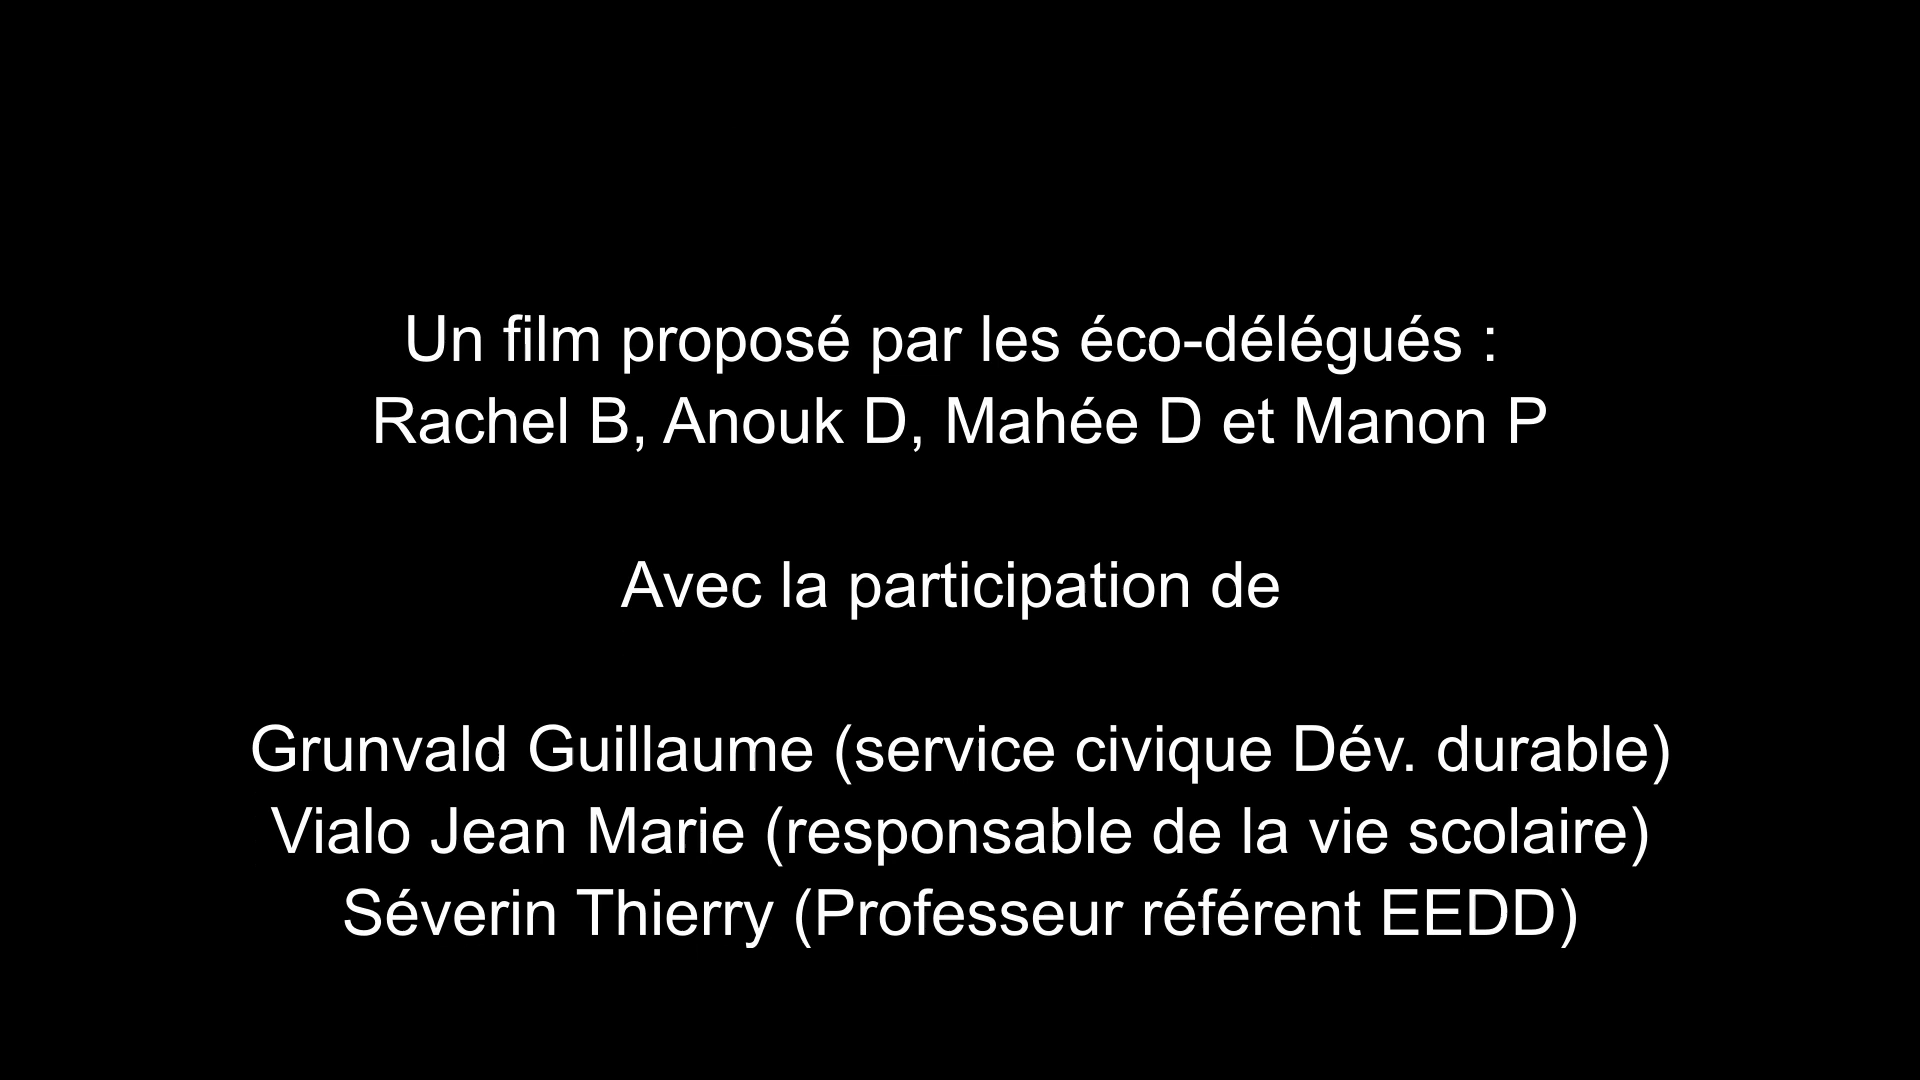 Un film proposé par les éco-délégués :
Rachel B, Anouk D, Mahée D et Manon P
Avec la participation de
Grunvald Guillaume (service civique Dév. durable)
Vialo Jean Marie (responsable de la vie scolaire)
Séverin Thierry (Professeur référent EEDD)